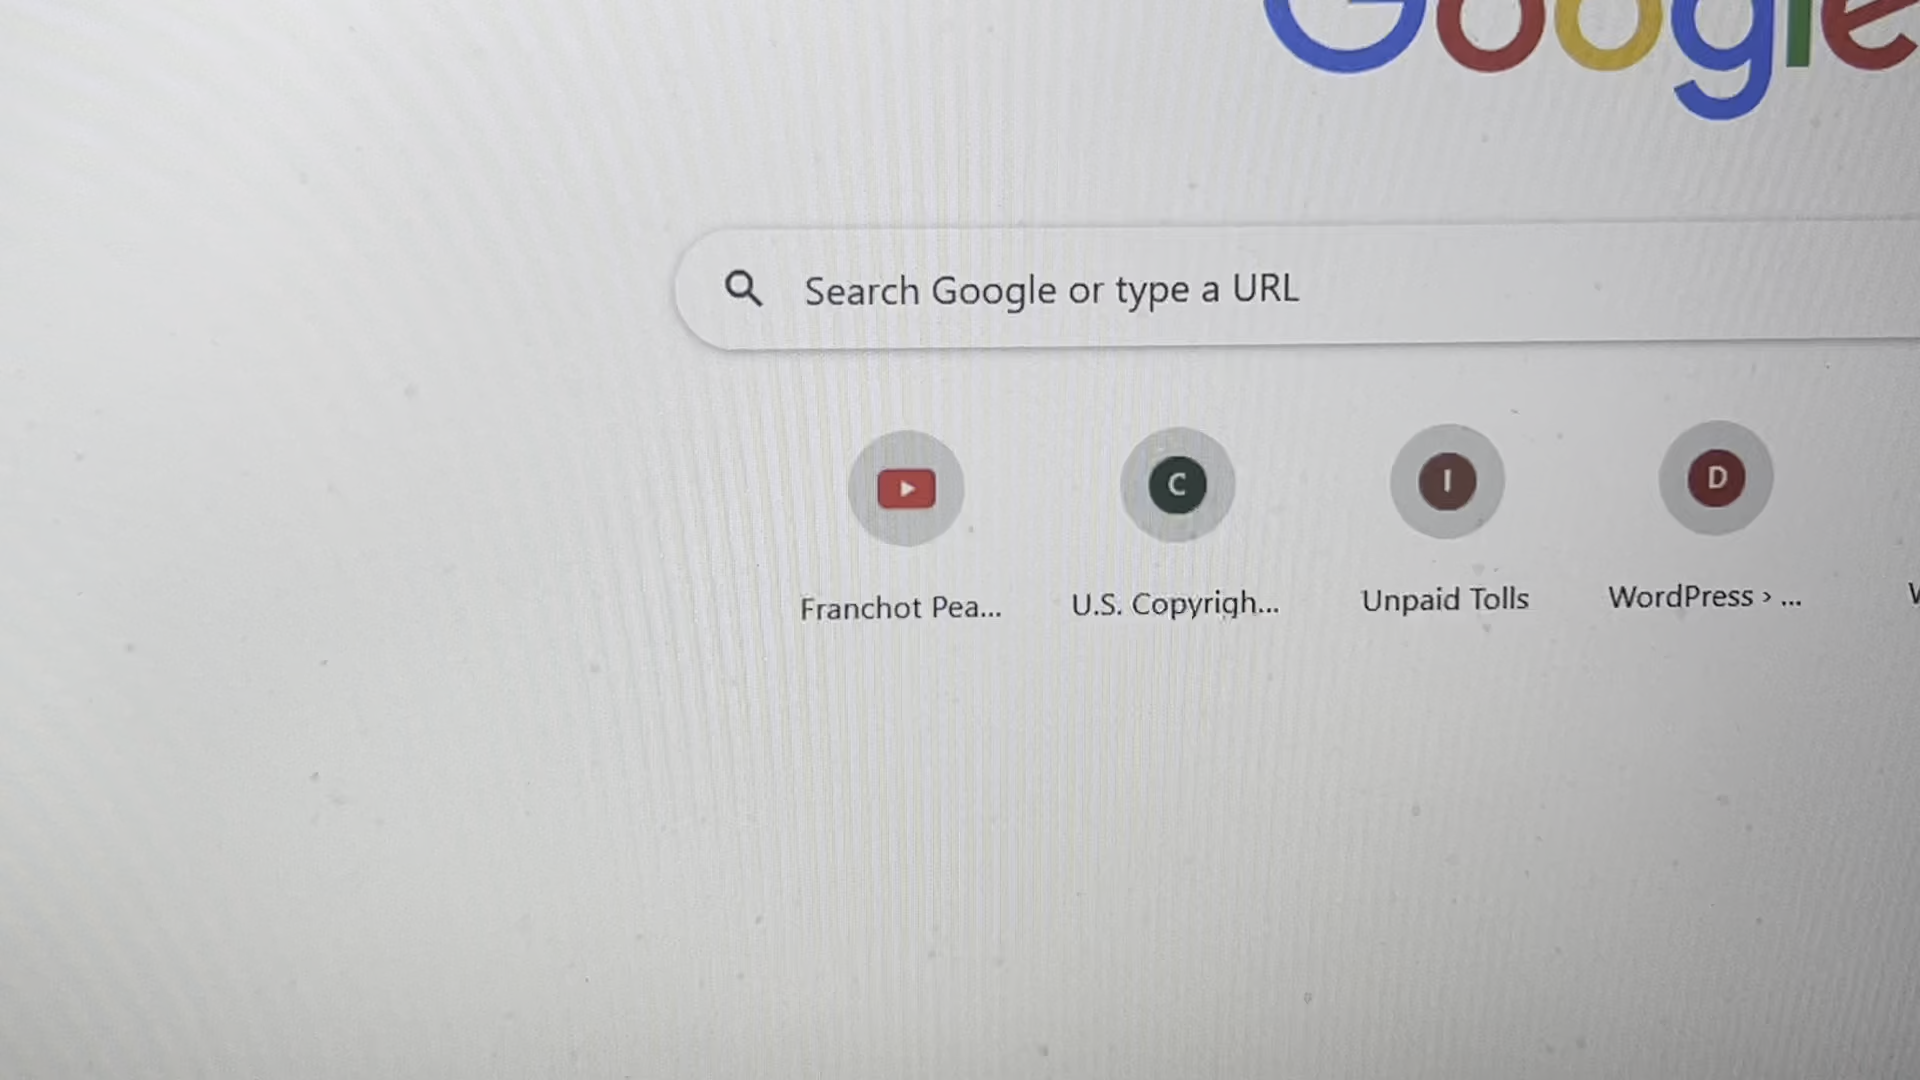 Google
Search Google or type a URL
C
I
D
Franchot Pea...
U.S. Copyrigh...
Unpaid Tolls
WordPress › ...